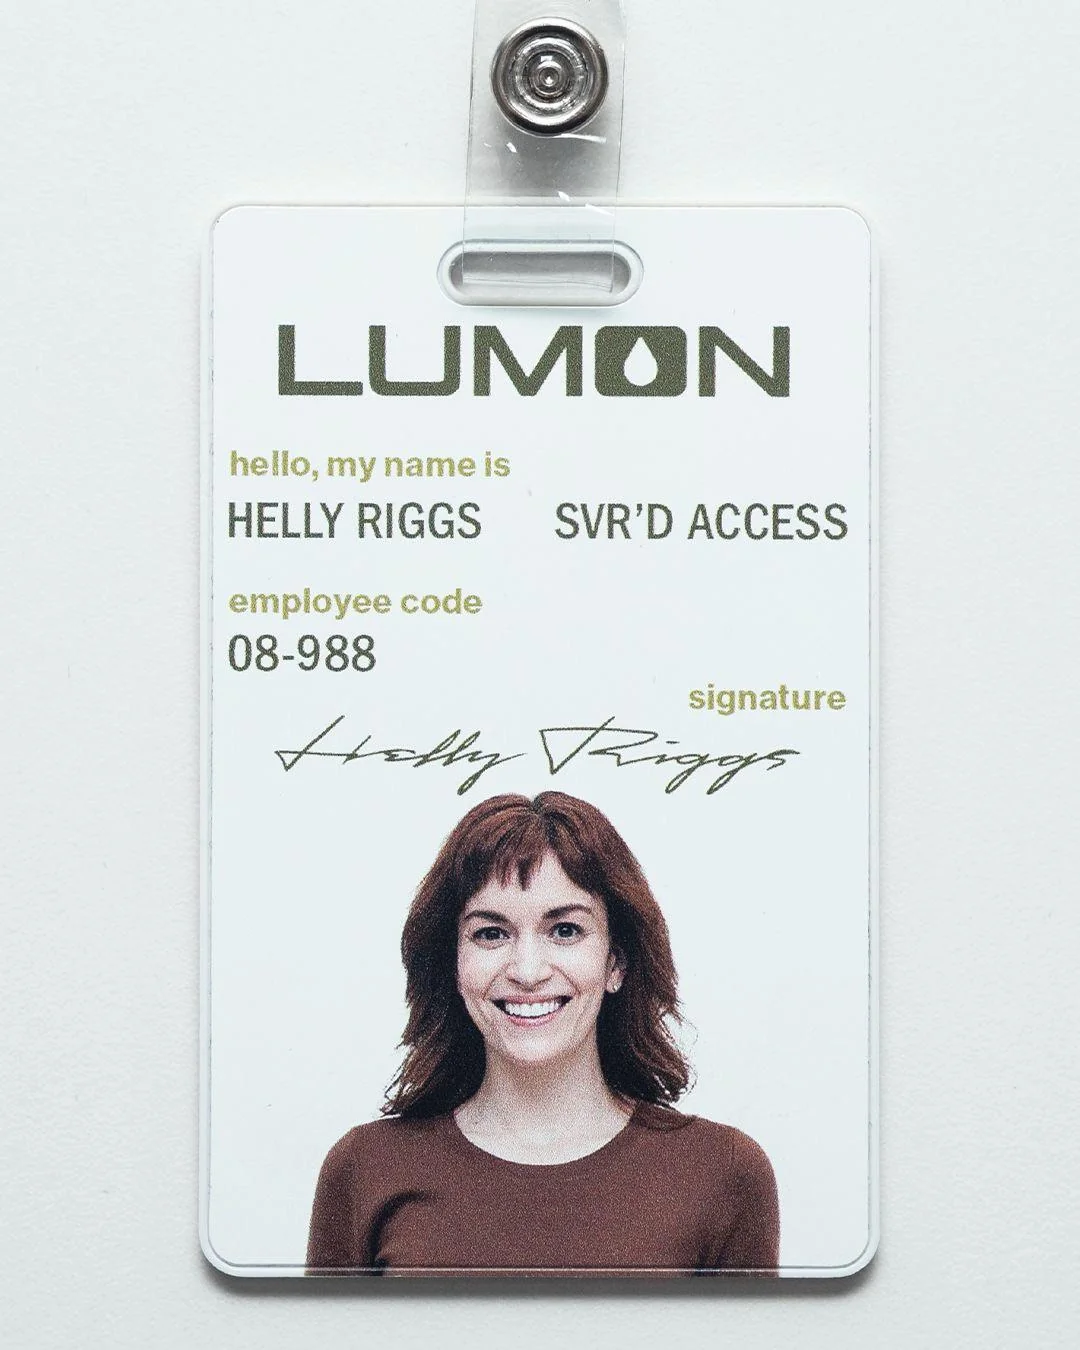 LUMON
hello, my name is
HELLY RIGGS SVR’D ACCESS
employee code
08-988
signature
Helly Riggs